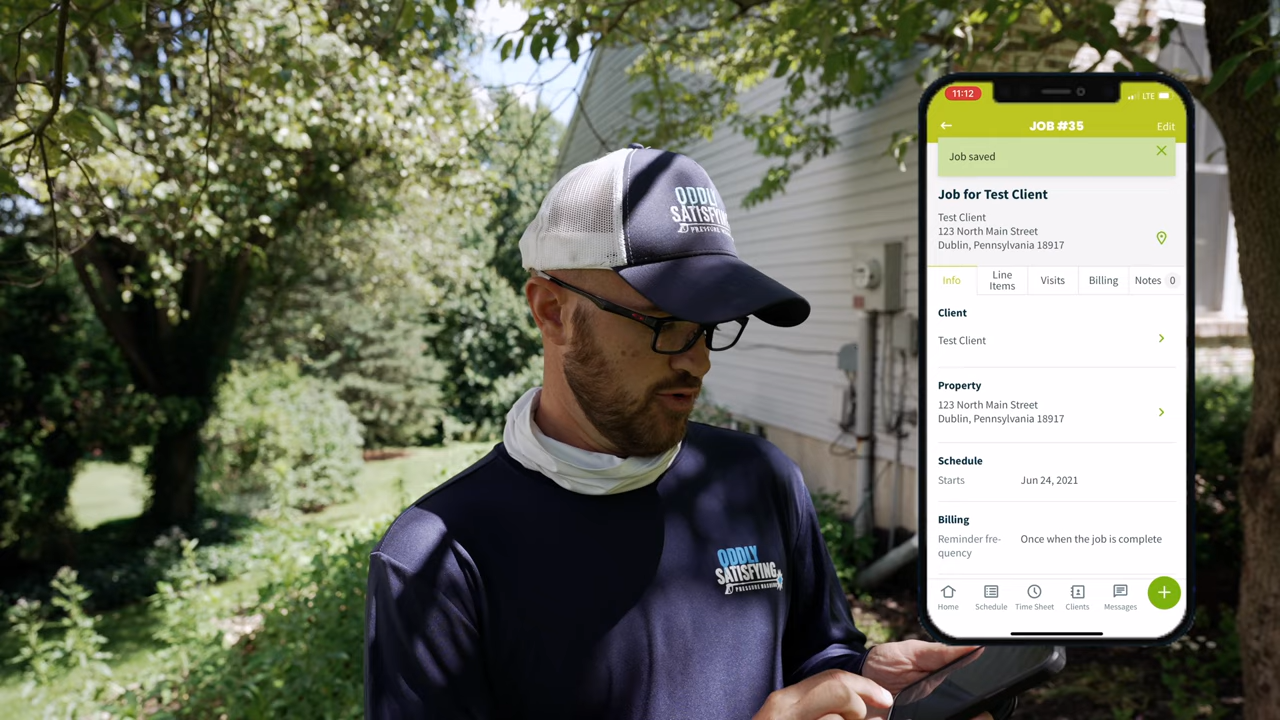 ODDLY
SATISFYING
PRESSURE
ODDLY
SATISFYING
PRESSURE WASHING
11:12
LTE
JOB #35
Edit
Job saved
Job for Test Client
Test Client
123 North Main Street
Dublin, Pennsylvania 18917
Info
Line
Items
Visits
Billing
Notes 0
Client
Test Client
Property
123 North Main Street
Dublin, Pennsylvania 18917
Schedule
Starts Jun 24, 2021
Billing
Reminder fre-
quency
Once when the job is complete
Home
Schedule
Time Sheet
Clients
Messages